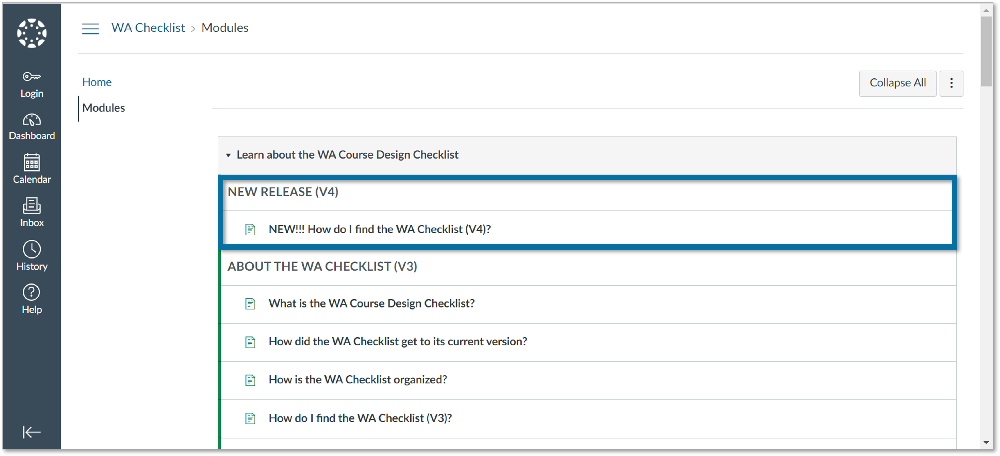 WA Checklist > Modules
Login
Dashboard
Calendar
Inbox
History
Help
Home
Modules
Collapse All
Learn about the WA Course Design Checklist
NEW RELEASE (V4)
NEW!!! How do I find the WA Checklist (V4)?
ABOUT THE WA CHECKLIST (V3)
What is the WA Course Design Checklist?
How did the WA Checklist get to its current version?
How is the WA Checklist organized?
How do I find the WA Checklist (V3)?